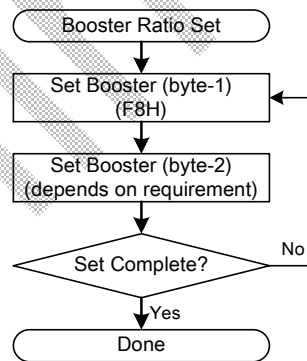 Booster Ratio Set
Set Booster (byte-1)
(F8H)
Set Booster (byte-2)
(depends on requirement)
Set Complete?
No
Yes
Done